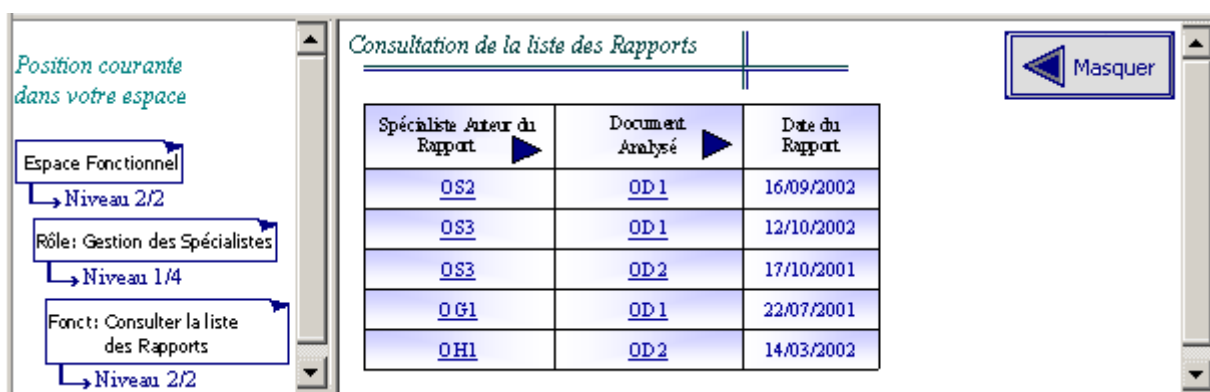 Position courante
dans votre espace
Espace Fonctionnel
Niveau 2/2
Rôle: Gestion des Spécialistes
Niveau 1/4
Fonct: Consulter la liste
des Rapports
Niveau 2/2
Consultation de la liste des Rapports
Masquer
Spécialiste Auteur du
Rapport
Document
Analysé
Date du
Rapport
OS2 OD1 16/09/2002
OS3 OD1 12/10/2002
OS3 OD2 17/10/2001
OG1 OD1 22/07/2001
OH1 OD2 14/03/2002